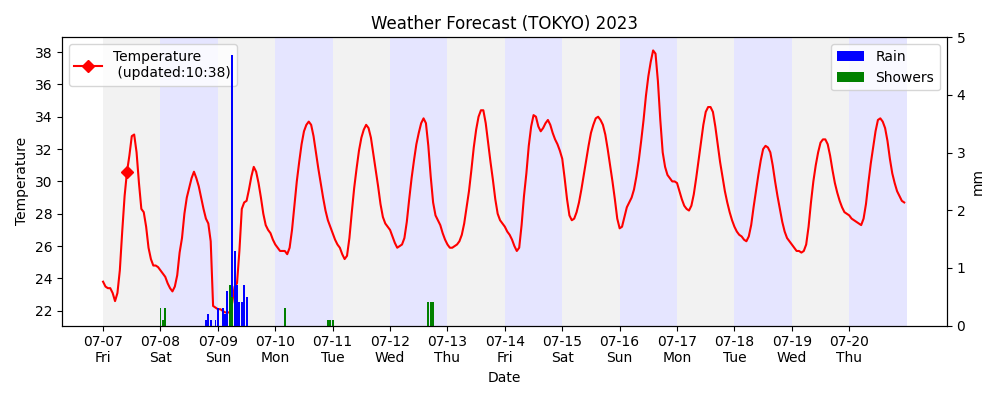 Weather Forecast (TOKYO) 2023
Temperature
(updated:10:38)
Rain
Showers
Temperature
38
36
34
32
30
28
26
24
22
5
4
3
2
1
0
mm
07-07 07-08 07-09 07-10 07-11 07-12 07-13 07-14 07-15 07-16 07-17 07-18 07-19 07-20
Fri Sat Sun Mon Tue Wed Thu Fri Sat Sun Mon Tue Wed Thu
Date